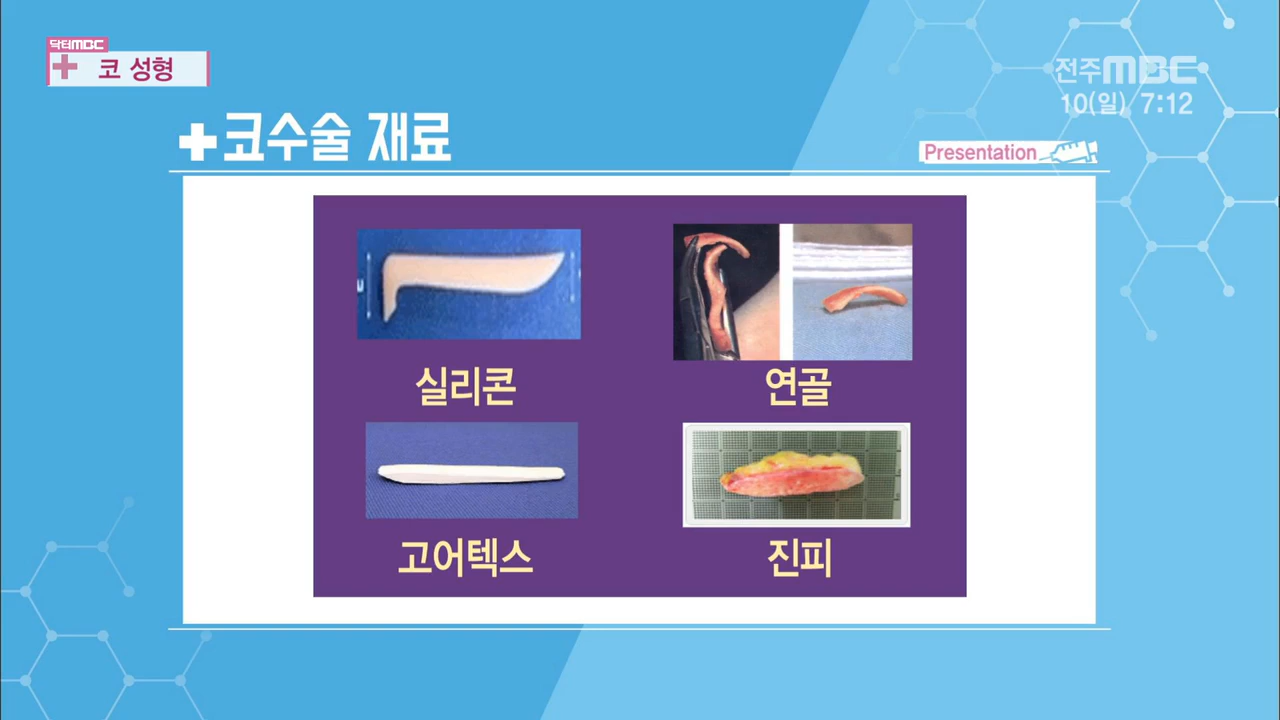 닥터MBC
코 성형
전주MBC
10(일) 7:12
코수술 재료
Presentation
실리콘
연골
고어텍스
진피